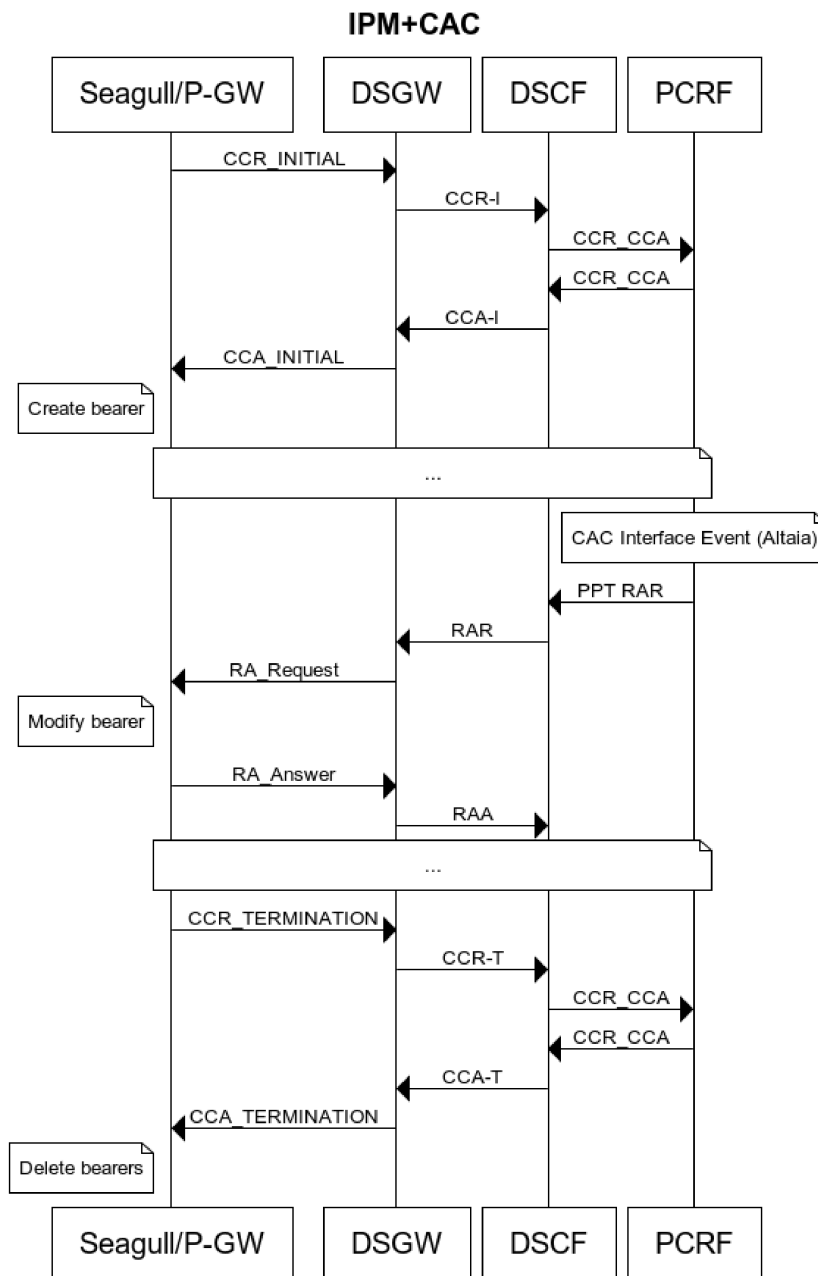 IPM+CAC
Seagull/P-GW
DSGW
DSCF
PCRF
CCR_INITIAL
CCR-I
CCR_CCA
CCR_CCA
CCA-I
CCA_INITIAL
Create bearer
...
CAC Interface Event (Altaia)
PPT RAR
RAR
RA_Request
Modify bearer
RA_Answer
RAA
...
CCR_TERMINATION
CCR-T
CCR_CCA
CCR_CCA
CCA-T
CCA_TERMINATION
Delete bearers
Seagull/P-GW
DSGW
DSCF
PCRF